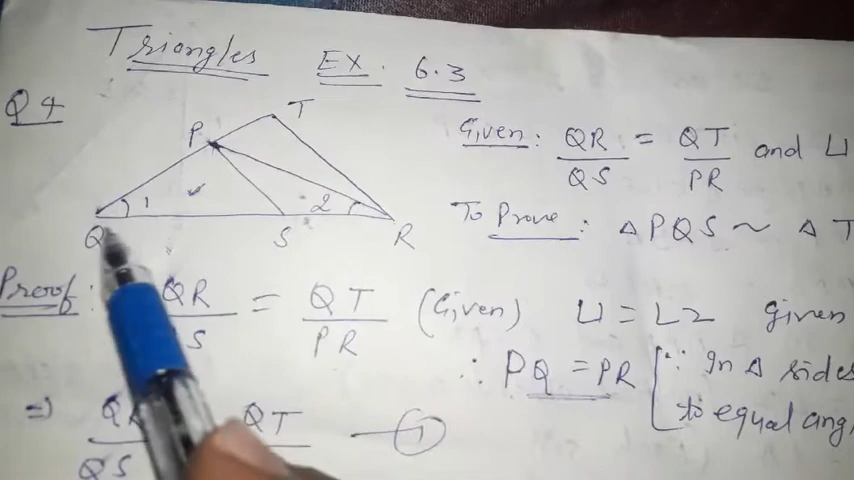 Triangles EX. 6.3
Q4
T
P
1 2
Q S R
Given: QR/QS = QT/PR and
To Prove: ΔPQS ~ ΔT
Proof: QR/S = QT/PR (Given) ∠1 = ∠2 given
∴ PQ = PR [∵ In Δ sides
to equal ang
⇒ Q/QS QT — ①